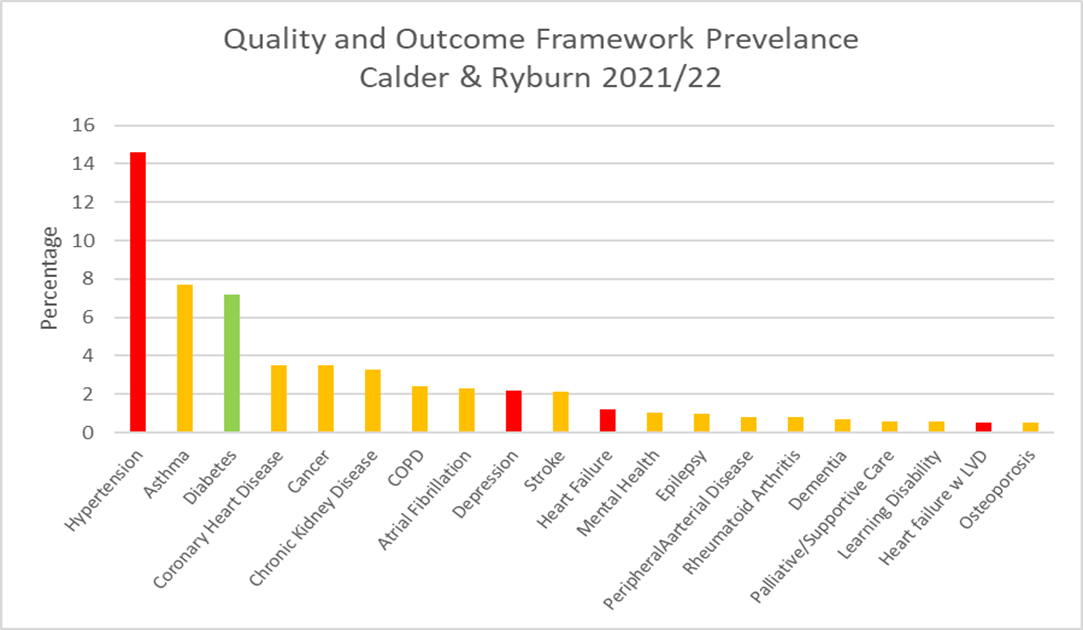 Quality and Outcome Framework Prevelance
Calder & Ryburn 2021/22
Percentage
16
14
12
10
8
6
4
2
0
Hypertension
Asthma
Diabetes
Coronary Heart Disease
Cancer
Chronic Kidney Disease
COPD
Atrial Fibrillation
Depression
Stroke
Heart Failure
Mental Health
Epilepsy
PeripheralAarterial Disease
Rheumatoid Arthritis
Dementia
Palliative/Supportive Care
Learning Disability
Heart failure w LVD
Osteoporosis